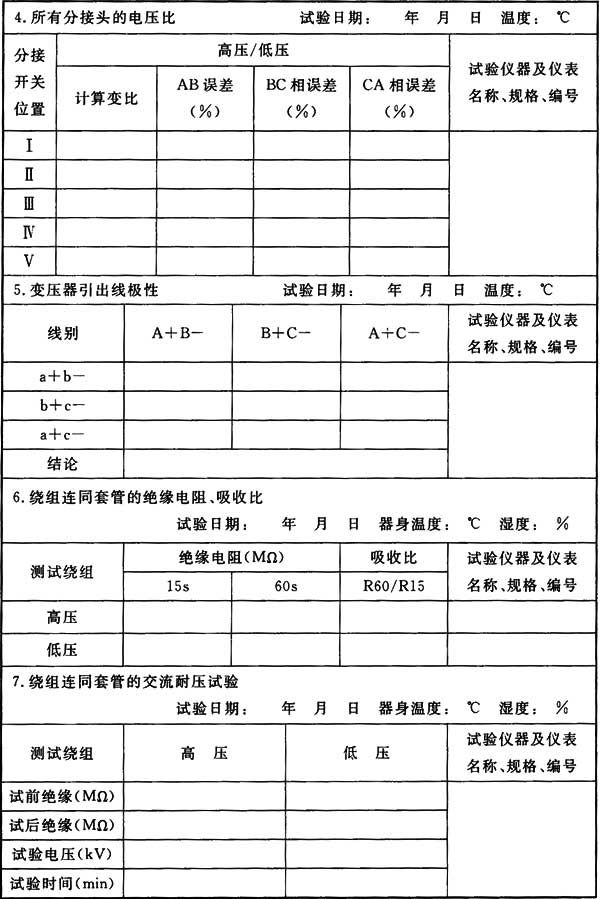 4.所有分接头的电压比 试验日期: 年 月 日 温度: ℃
分接
开关
位置
高压/低压
计算变比
AB误差
(%)
BC相误差
(%)
CA相误差
(%)
试验仪器及仪表
名称、规格、编号
Ⅰ
Ⅱ
Ⅲ
Ⅳ
Ⅴ
5.变压器引出线极性 试验日期: 年 月 日 温度: ℃
线别 A+B− B+C− A+C−
试验仪器及仪表
名称、规格、编号
a+b−
b+c−
a+c−
结论
6.绕组连同套管的绝缘电阻、吸收比
试验日期: 年 月 日 器身温度: ℃ 湿度: %
测试绕组
绝缘电阻(MΩ)
15s 60s
吸收比
R60/R15
试验仪器及仪表
名称、规格、编号
高压
低压
7.绕组连同套管的交流耐压试验
试验日期: 年 月 日 器身温度: ℃ 湿度: %
测试绕组 高 压 低 压
试验仪器及仪表
名称、规格、编号
试前绝缘(MΩ)
试后绝缘(MΩ)
试验电压(kV)
试验时间(min)